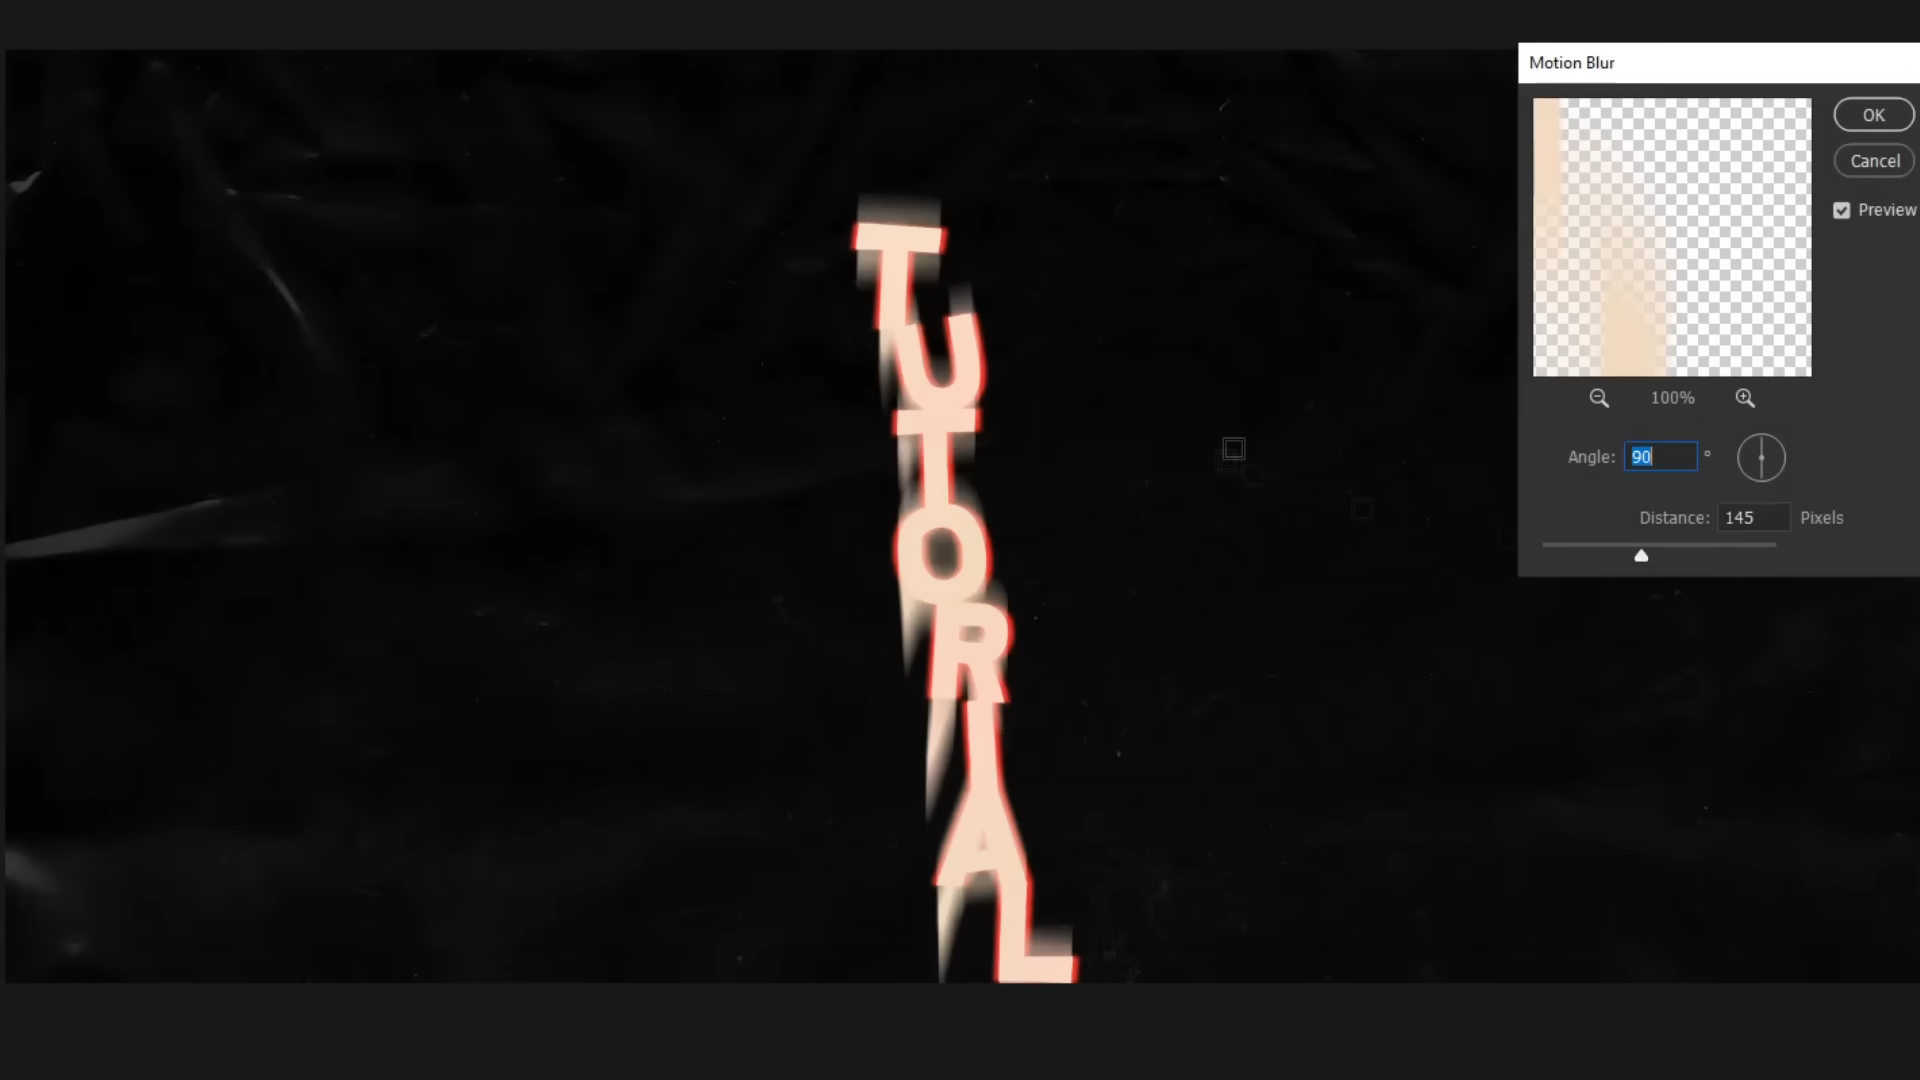 Motion Blur
OK
Cancel
Preview
100%
Angle: 90 °
Distance: 145 Pixels
TUTORIAL